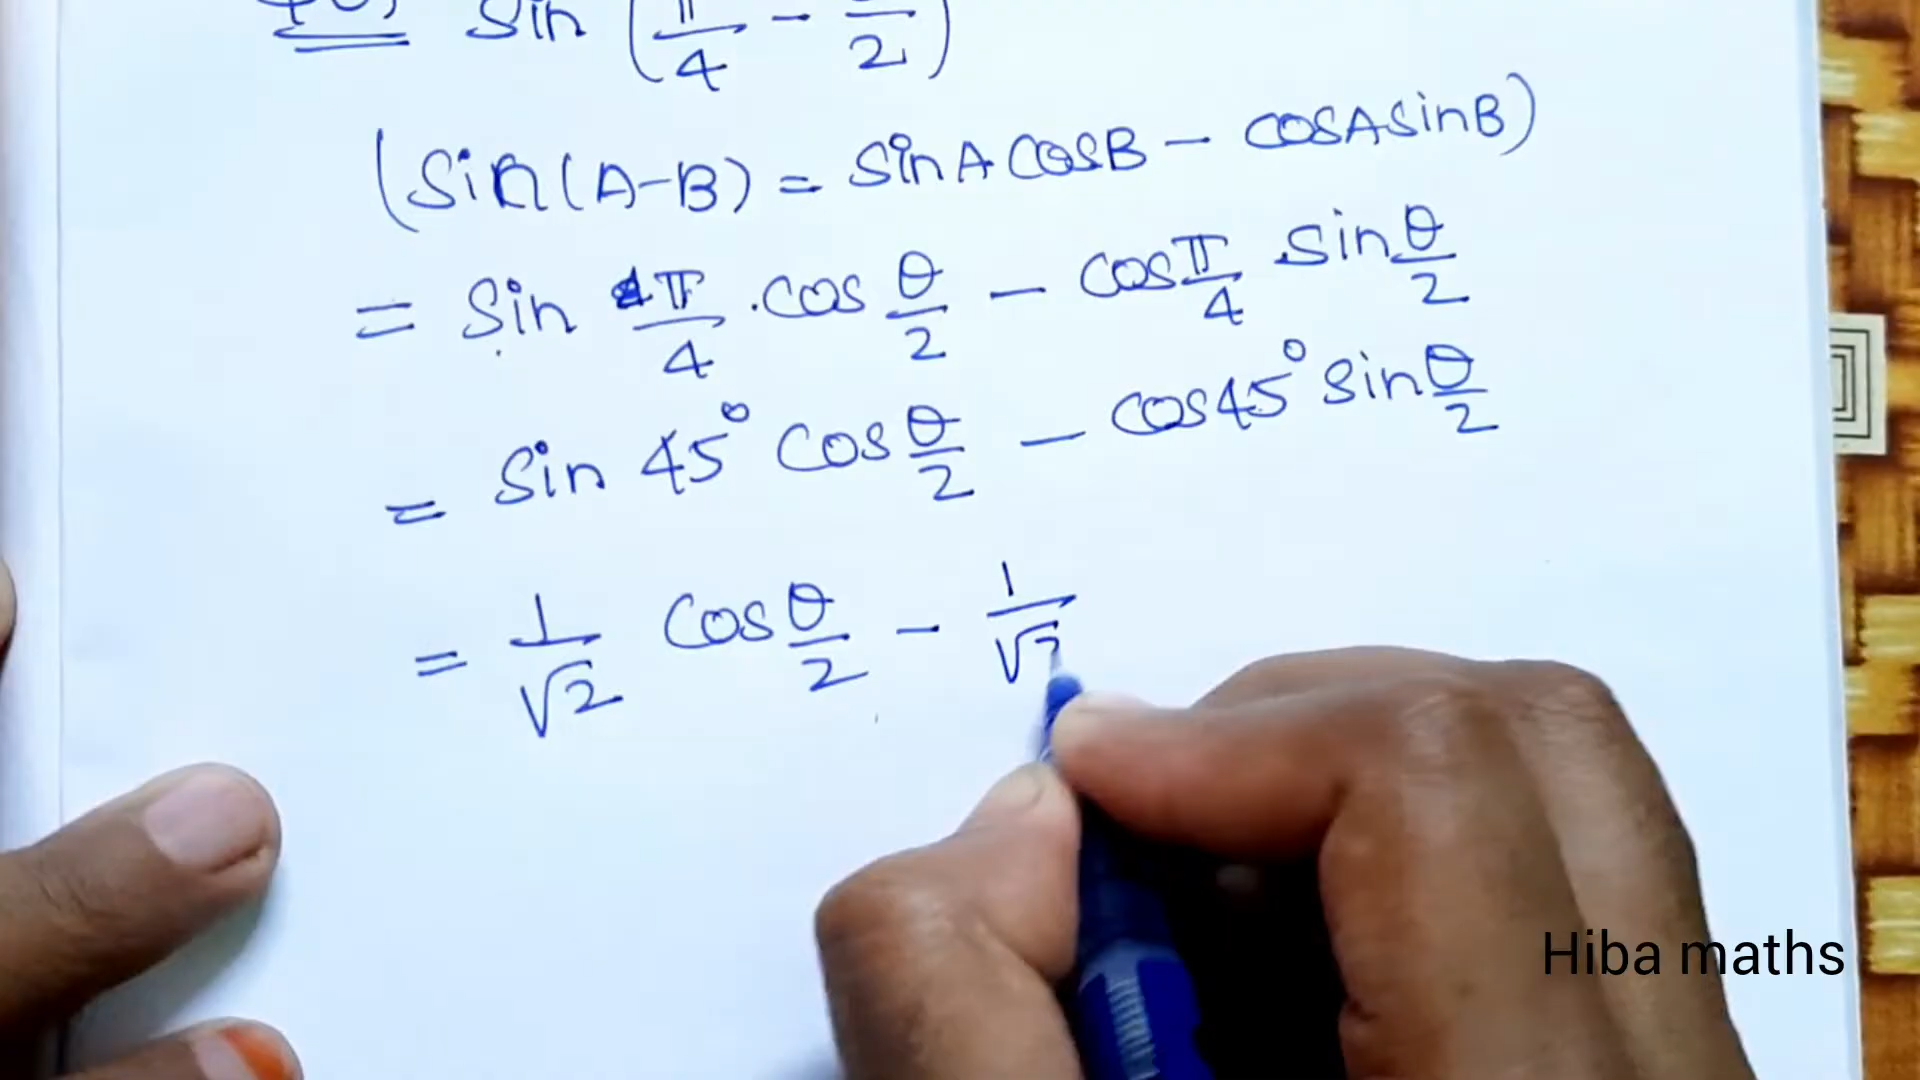 Sin (π/4 - /2)
(Sin(A-B) = SinA CosB - CosA SinB)
= Sin π/4 . Cos θ/2 - Cos π/4 Sin θ/2
= Sin 45° Cos θ/2 - Cos 45° Sin θ/2
= 1/√2 Cos θ/2 - 1/√2
Hiba maths